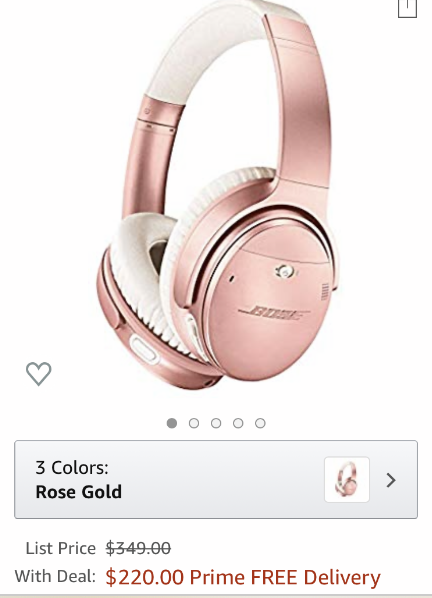 BOSE
3 Colors:
Rose Gold
List Price $349.00
With Deal: $220.00 Prime FREE Delivery